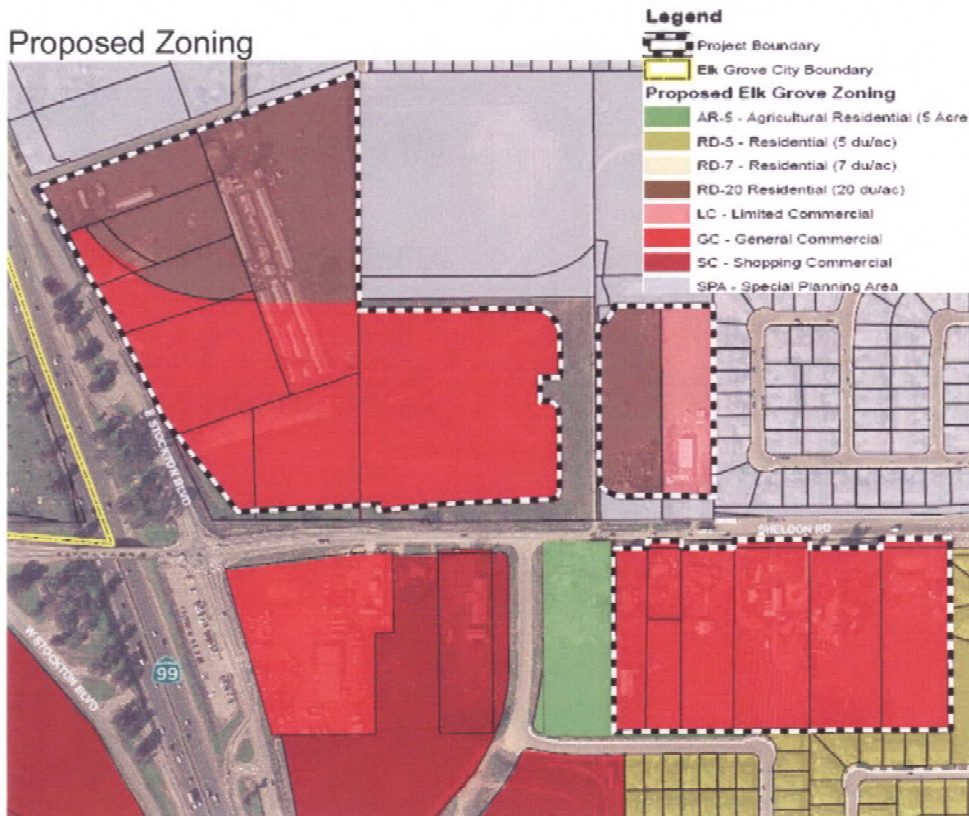 Proposed Zoning
Legend
Project Boundary
Elk Grove City Boundary
Proposed Elk Grove Zoning
AR-5 - Agricultural Residential (5 Acre
RD-5 - Residential (5 du/ac)
RD-7 - Residential (7 du/ac)
RD-20 Residential (20 du/ac)
LC - Limited Commercial
GC - General Commercial
SC - Shopping Commercial
SPA - Special Planning Area
E STOCKTON BLVD
SHELDON RD
W STOCKTON BLVD
99